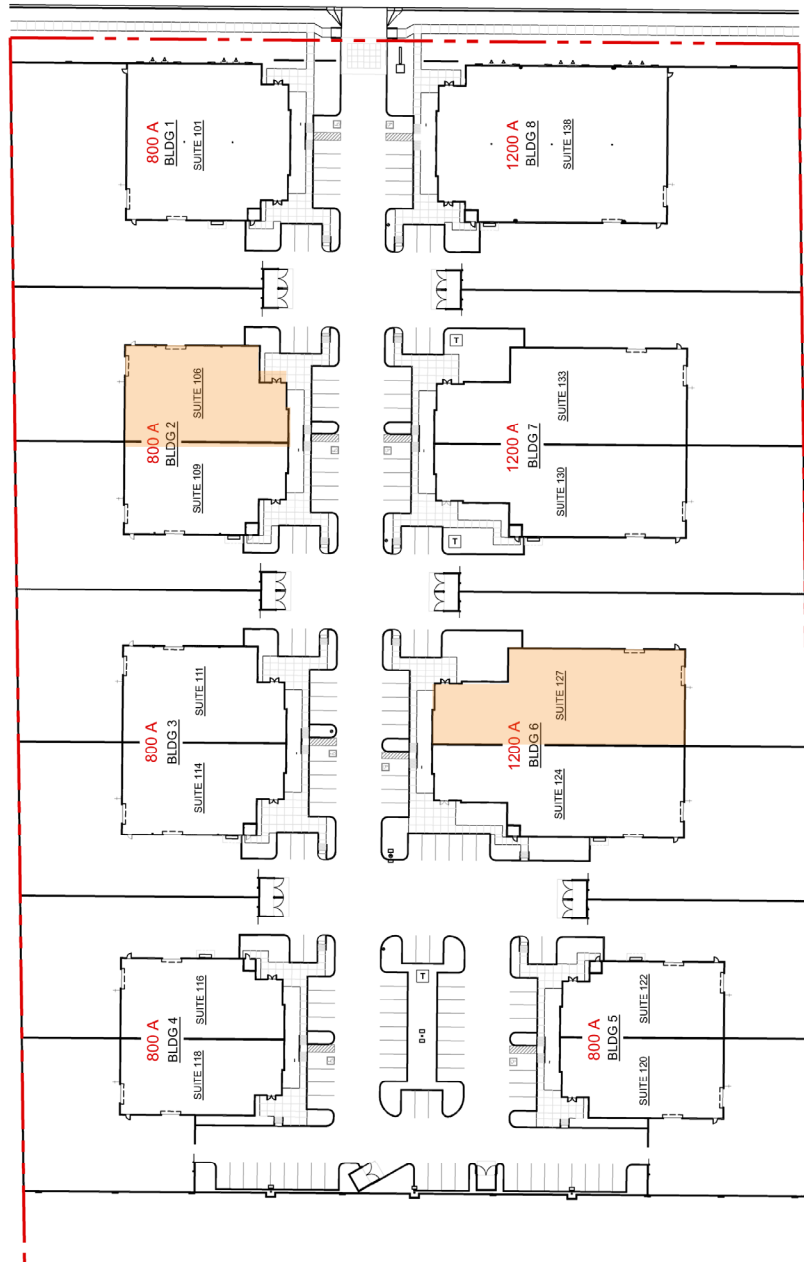 800 A
BLDG 1
SUITE 101
1200 A
BLDG 8
SUITE 138
800 A
BLDG 2
SUITE 106
SUITE 109
1200 A
BLDG 7
SUITE 133
SUITE 130
T
T
800 A
BLDG 3
SUITE 111
SUITE 114
1200 A
BLDG 6
SUITE 127
SUITE 124
800 A
BLDG 4
SUITE 116
SUITE 118
T
800 A
BLDG 5
SUITE 122
SUITE 120